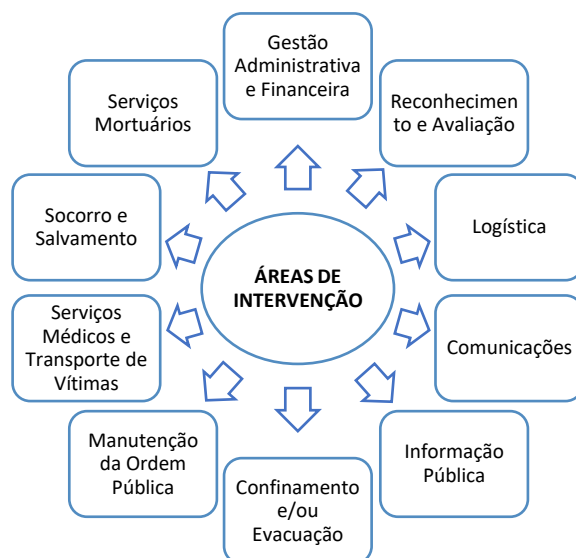 Gestão
Administrativa
e Financeira
Reconhecimen
to e Avaliação
Logística
Comunicações
Informação
Pública
Confinamento
e/ou
Evacuação
Manutenção
da Ordem
Pública
Serviços
Médicos e
Transporte de
Vítimas
Socorro e
Salvamento
Serviços
Mortuários
ÁREAS DE
INTERVENÇÃO